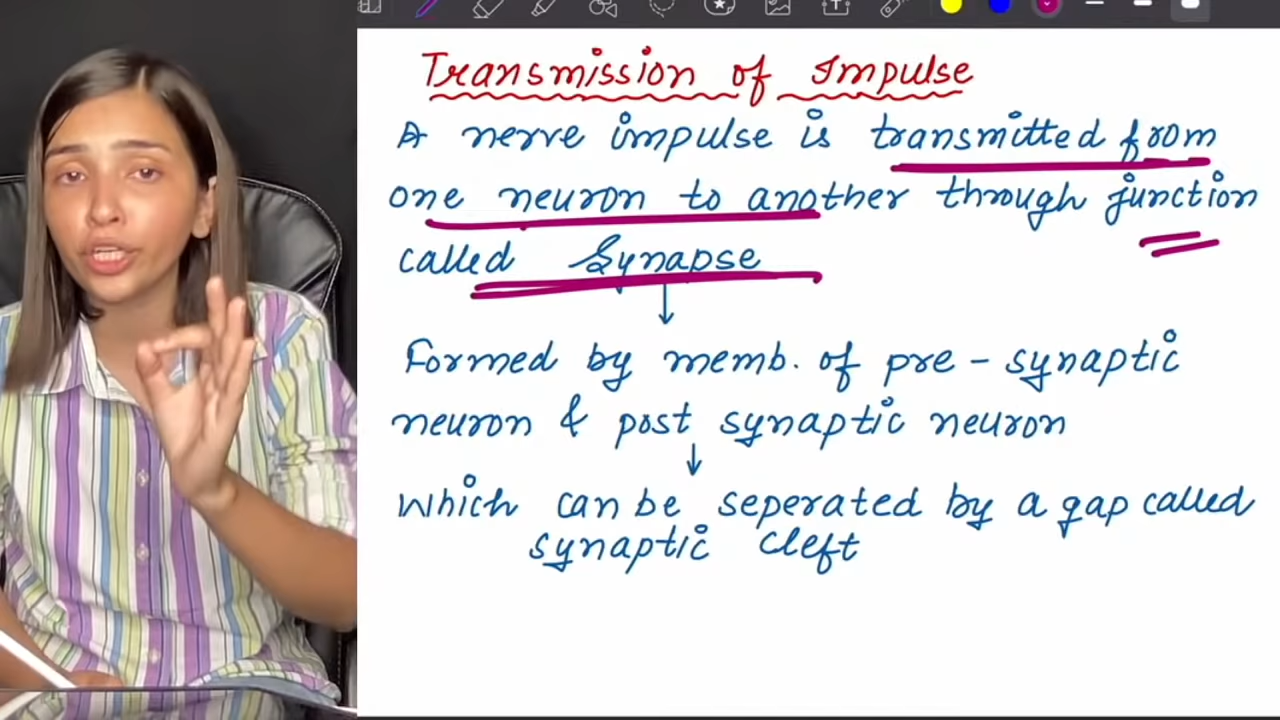 Transmission of Impulse
A nerve impulse is transmitted from
one neuron to another through junction
called Synapse
Formed by memb. of pre - synaptic
neuron & post synaptic neuron
Which can be seperated by a gap called
synaptic cleft